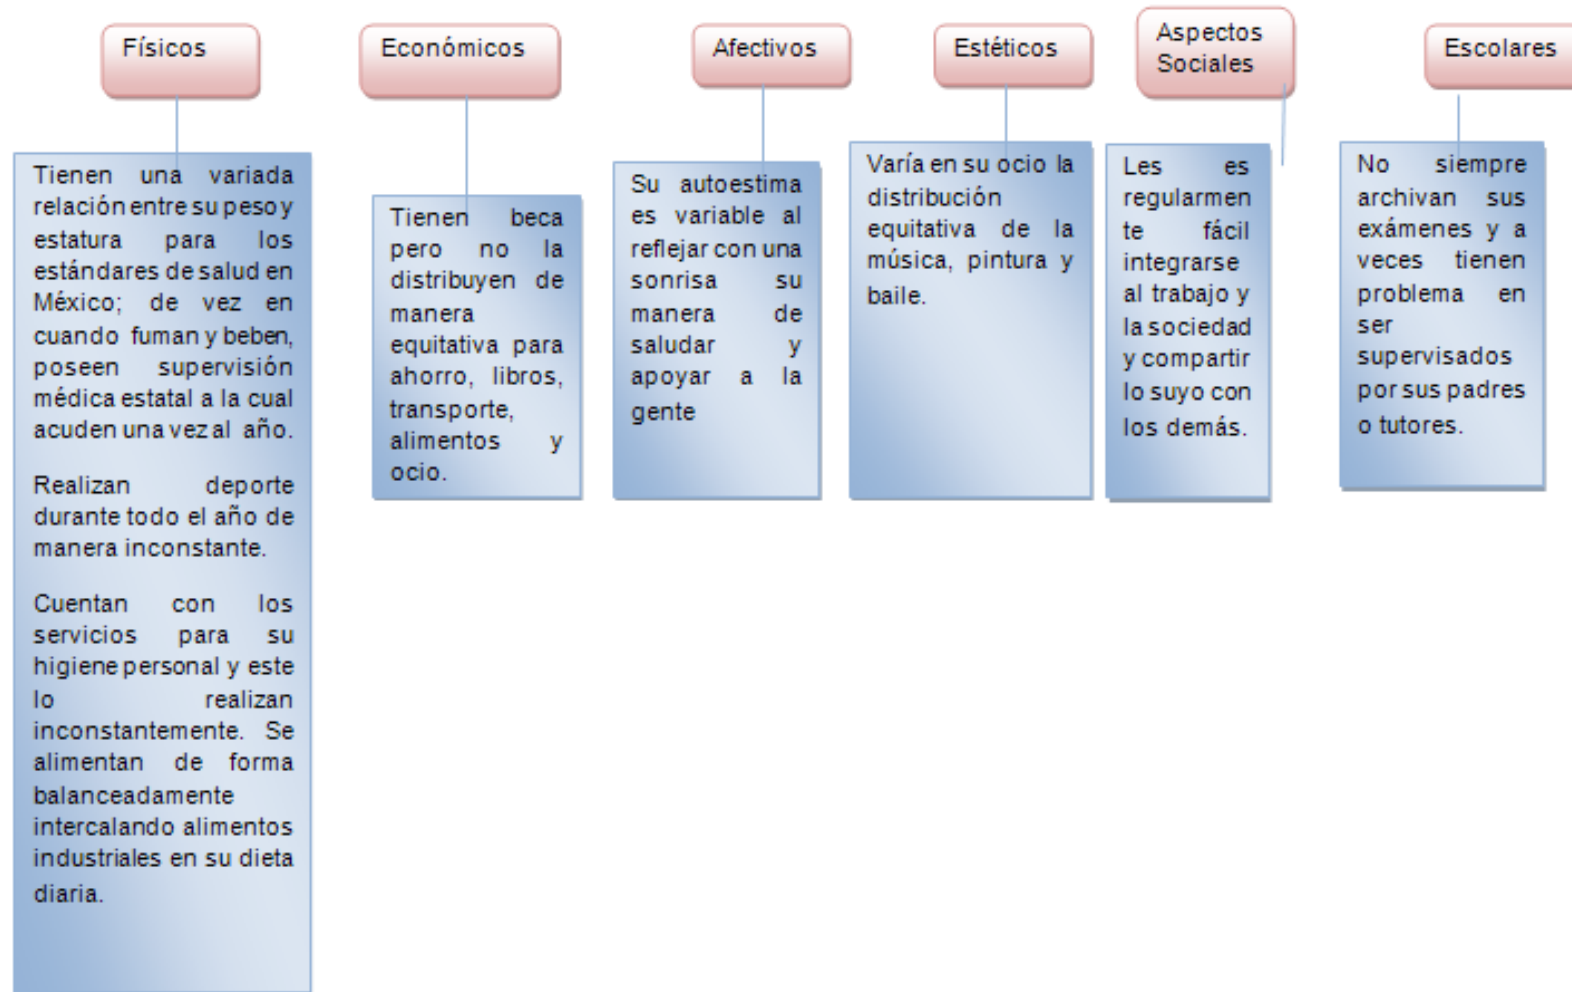 Físicos
Tienen una variada
relación entre su peso y
estatura para los
estándares de salud en
México; de vez en
cuando fuman y beben,
poseen supervisión
médica estatal a la cual
acuden una vez al año.
Realizan deporte
durante todo el año de
manera inconstante.
Cuentan con los
servicios para su
higiene personal y este
lo realizan
inconstantemente. Se
alimentan de forma
balanceadamente
intercalando alimentos
industriales en su dieta
diaria.
Económicos
Tienen beca
pero no la
distribuyen de
manera
equitativa para
ahorro, libros,
transporte,
alimentos y
ocio.
Afectivos
Su autoestima
es variable al
reflejar con una
sonrisa su
manera de
saludar y
apoyar a la
gente
Estéticos
Varía en su ocio la
distribución
equitativa de la
música, pintura y
baile.
Aspectos
Sociales
Les es
regularmen
te fácil
integrarse
al trabajo y
la sociedad
y compartir
lo suyo con
los demás.
Escolares
No siempre
archivan sus
exámenes y a
veces tienen
problema en
ser
supervisados
por sus padres
o tutores.